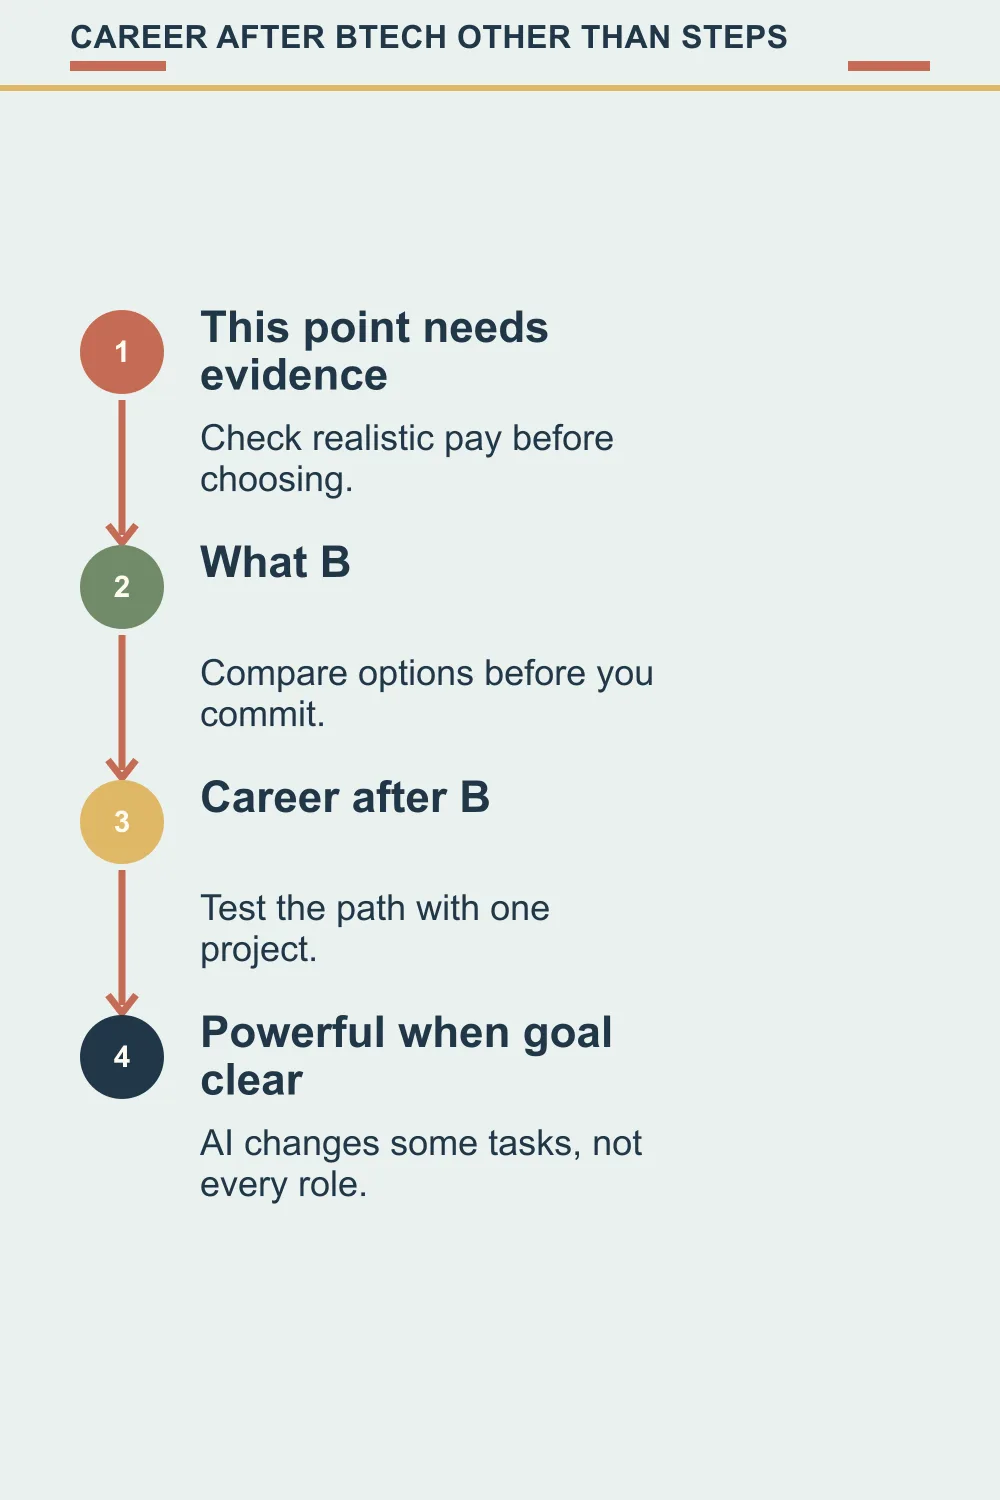 CAREER AFTER BTECH OTHER THAN STEPS
1
This point needs
evidence
Check realistic pay before
choosing.
2
What B
Compare options before you
commit.
3
Career after B
Test the path with one
project.
4
Powerful when goal
clear
AI changes some tasks, not
every role.